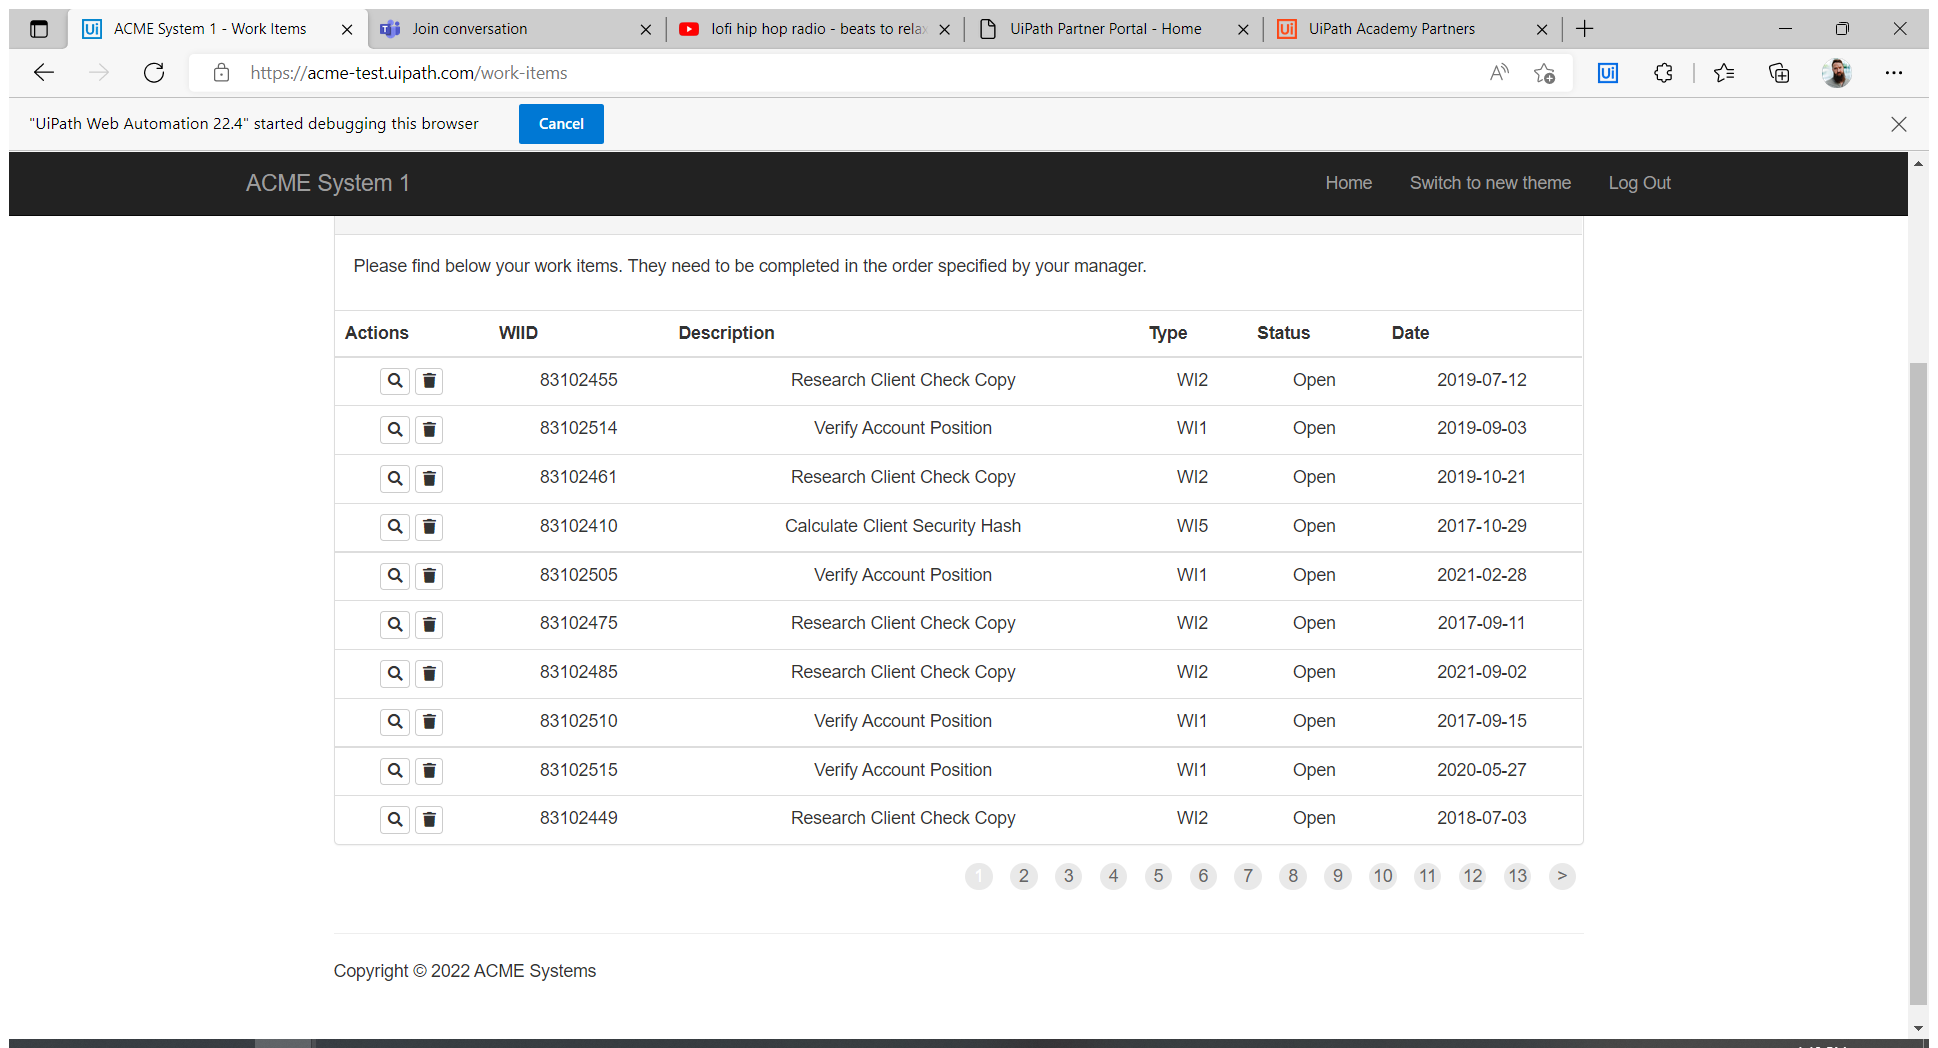 Ui ACME System 1 - Work Items Join conversation lofi hip hop radio - beats to rela UiPath Partner Portal - Home Ui UiPath Academy Partners
https://acme-test.uipath.com/work-items Ui
"UiPath Web Automation 22.4" started debugging this browser Cancel
ACME System 1 Home Switch to new theme Log Out
Please find below your work items. They need to be completed in the order specified by your manager.
Actions WIID Description Type Status Date
83102455 Research Client Check Copy WI2 Open 2019-07-12
83102514 Verify Account Position WI1 Open 2019-09-03
83102461 Research Client Check Copy WI2 Open 2019-10-21
83102410 Calculate Client Security Hash WI5 Open 2017-10-29
83102505 Verify Account Position WI1 Open 2021-02-28
83102475 Research Client Check Copy WI2 Open 2017-09-11
83102485 Research Client Check Copy WI2 Open 2021-09-02
83102510 Verify Account Position WI1 Open 2017-09-15
83102515 Verify Account Position WI1 Open 2020-05-27
83102449 Research Client Check Copy WI2 Open 2018-07-03
1 2 3 4 5 6 7 8 9 10 11 12 13 >
Copyright © 2022 ACME Systems